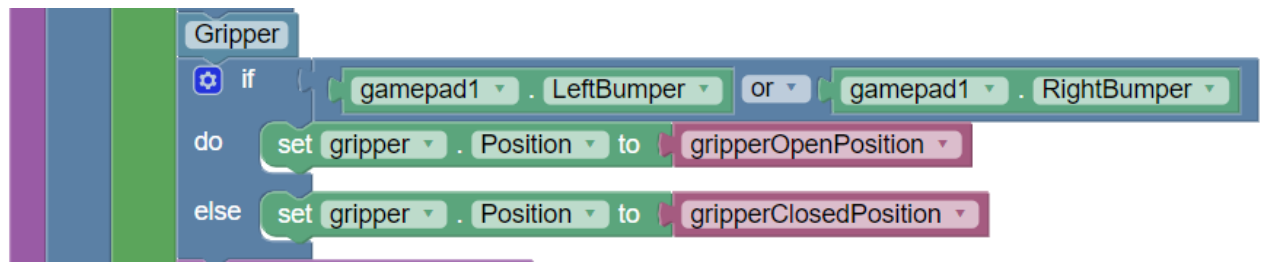 Gripper
if gamepad1 . LeftBumper or gamepad1 . RightBumper
do set gripper . Position to gripperOpenPosition
else set gripper . Position to gripperClosedPosition